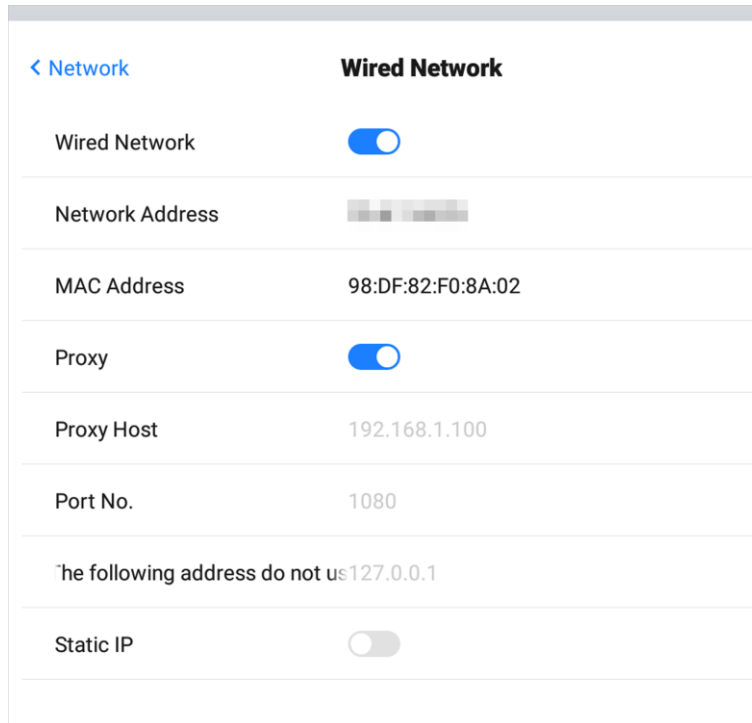 Network
Wired Network
Wired Network
Network Address
MAC Address 98:DF:82:F0:8A:02
Proxy
Proxy Host 192.168.1.100
Port No. 1080
he following address do not us 127.0.0.1
Static IP